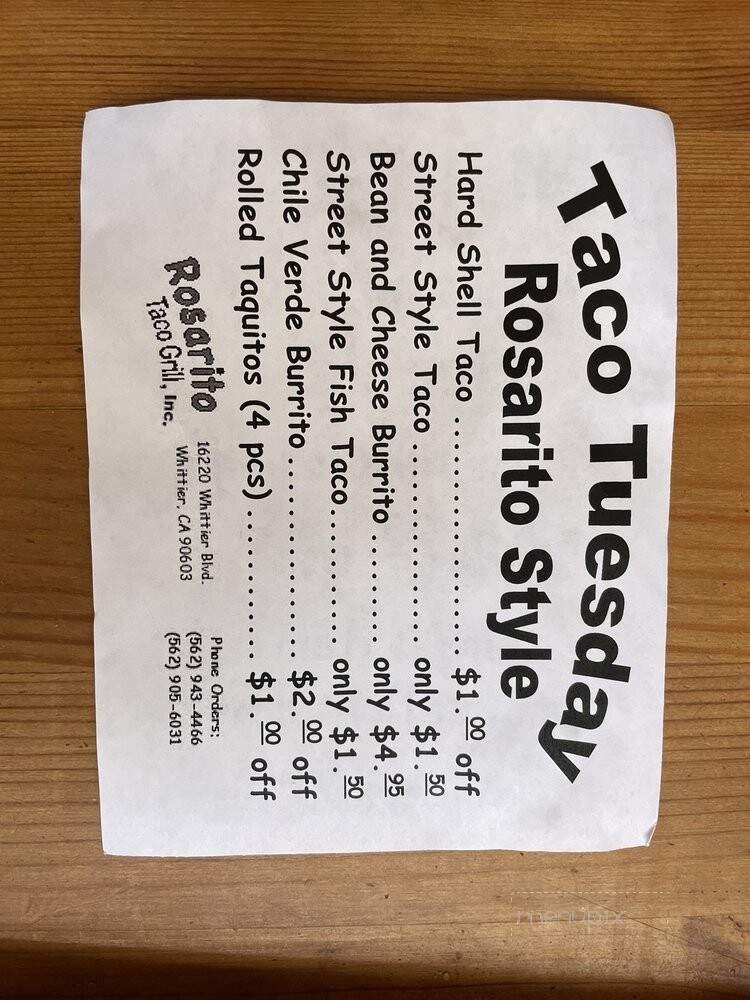 Taco Tuesday
Rosarito Style
Hard Shell Taco .................... $1.00 off
Street Style Taco ................ only $1.50
Bean and Cheese Burrito ......... only $4.95
Street Style Fish Taco............ only $1.50
Chile Verde Burrito ............... $2.00 off
Rolled Taquitos (4 pcs) ............ $1.00 off
Rosarito
Taco Grill, Inc.
16220 Whittier Blvd.
Whittier, CA 90603
Phone Orders:
(562) 943-4466
(562) 905-6031
menupix